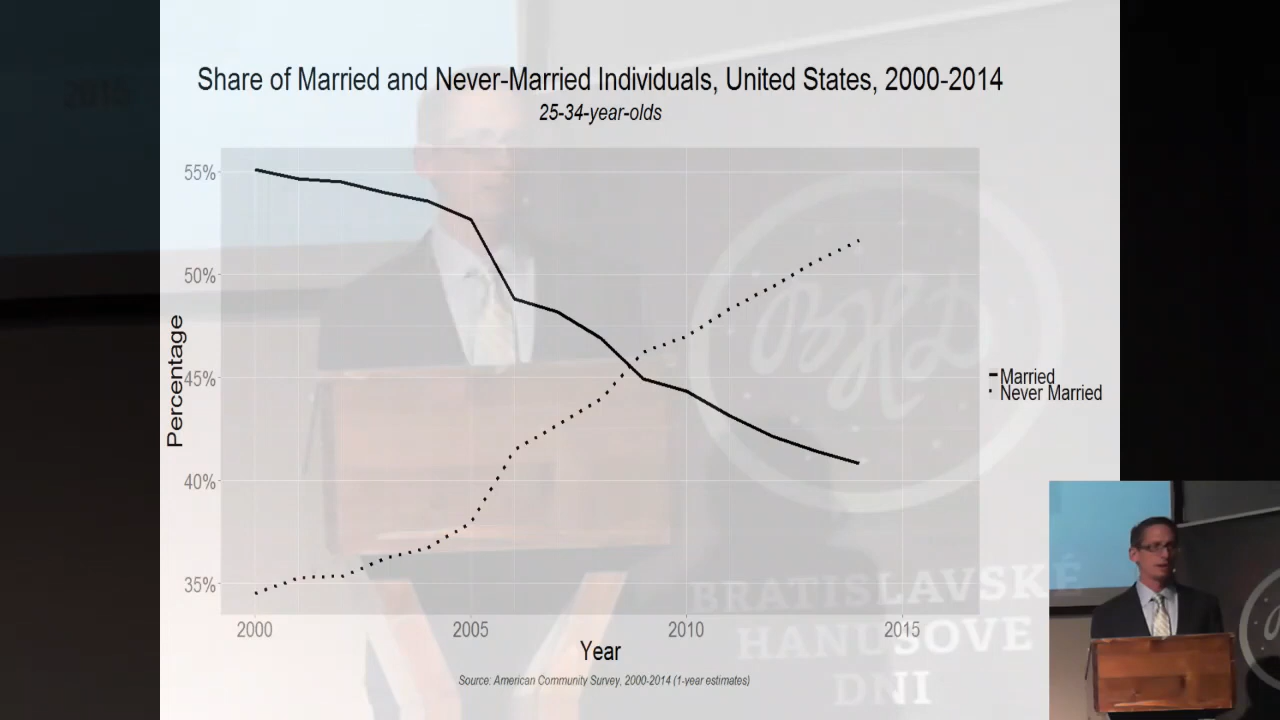 2015
Share of Married and Never-Married Individuals, United States, 2000-2014
25-34-year-olds
55%
50%
45%
40%
35%
Percentage
2000
2005
2010
2015
Year
Married
Never Married
Source: American Community Survey, 2000-2014 (1-year estimates)
BHD
BRATISLAVSKÉ
HANUSOVE
DNI